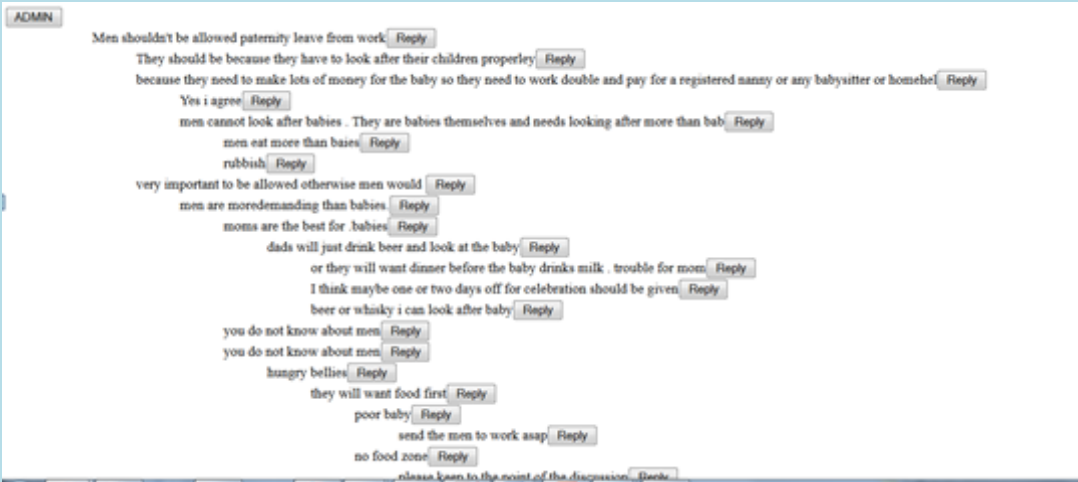 ADMIN
Men shouldn't be allowed paternity leave from work Reply
They should be because they have to look after their children properley Reply
because they need to make lots of money for the baby so they need to work double and pay for a registered nanny or any babysitter or homehel Reply
Yes i agree Reply
men cannot look after babies . They are babies themselves and needs looking after more than bab Reply
men eat more than baies Reply
rubbish Reply
very important to be allowed otherwise men would Reply
men are moredemanding than babies. Reply
moms are the best for .babies Reply
dads will just drink beer and look at the baby Reply
or they will want dinner before the baby drinks milk . trouble for mom Reply
I think maybe one or two days off for celebration should be given Reply
beer or whisky i can look after baby Reply
you do not know about men Reply
you do not know about men Reply
hungry bellies Reply
they will want food first Reply
poor baby Reply
send the men to work asap Reply
no food zone Reply
please keep to the point of the discussion Reply